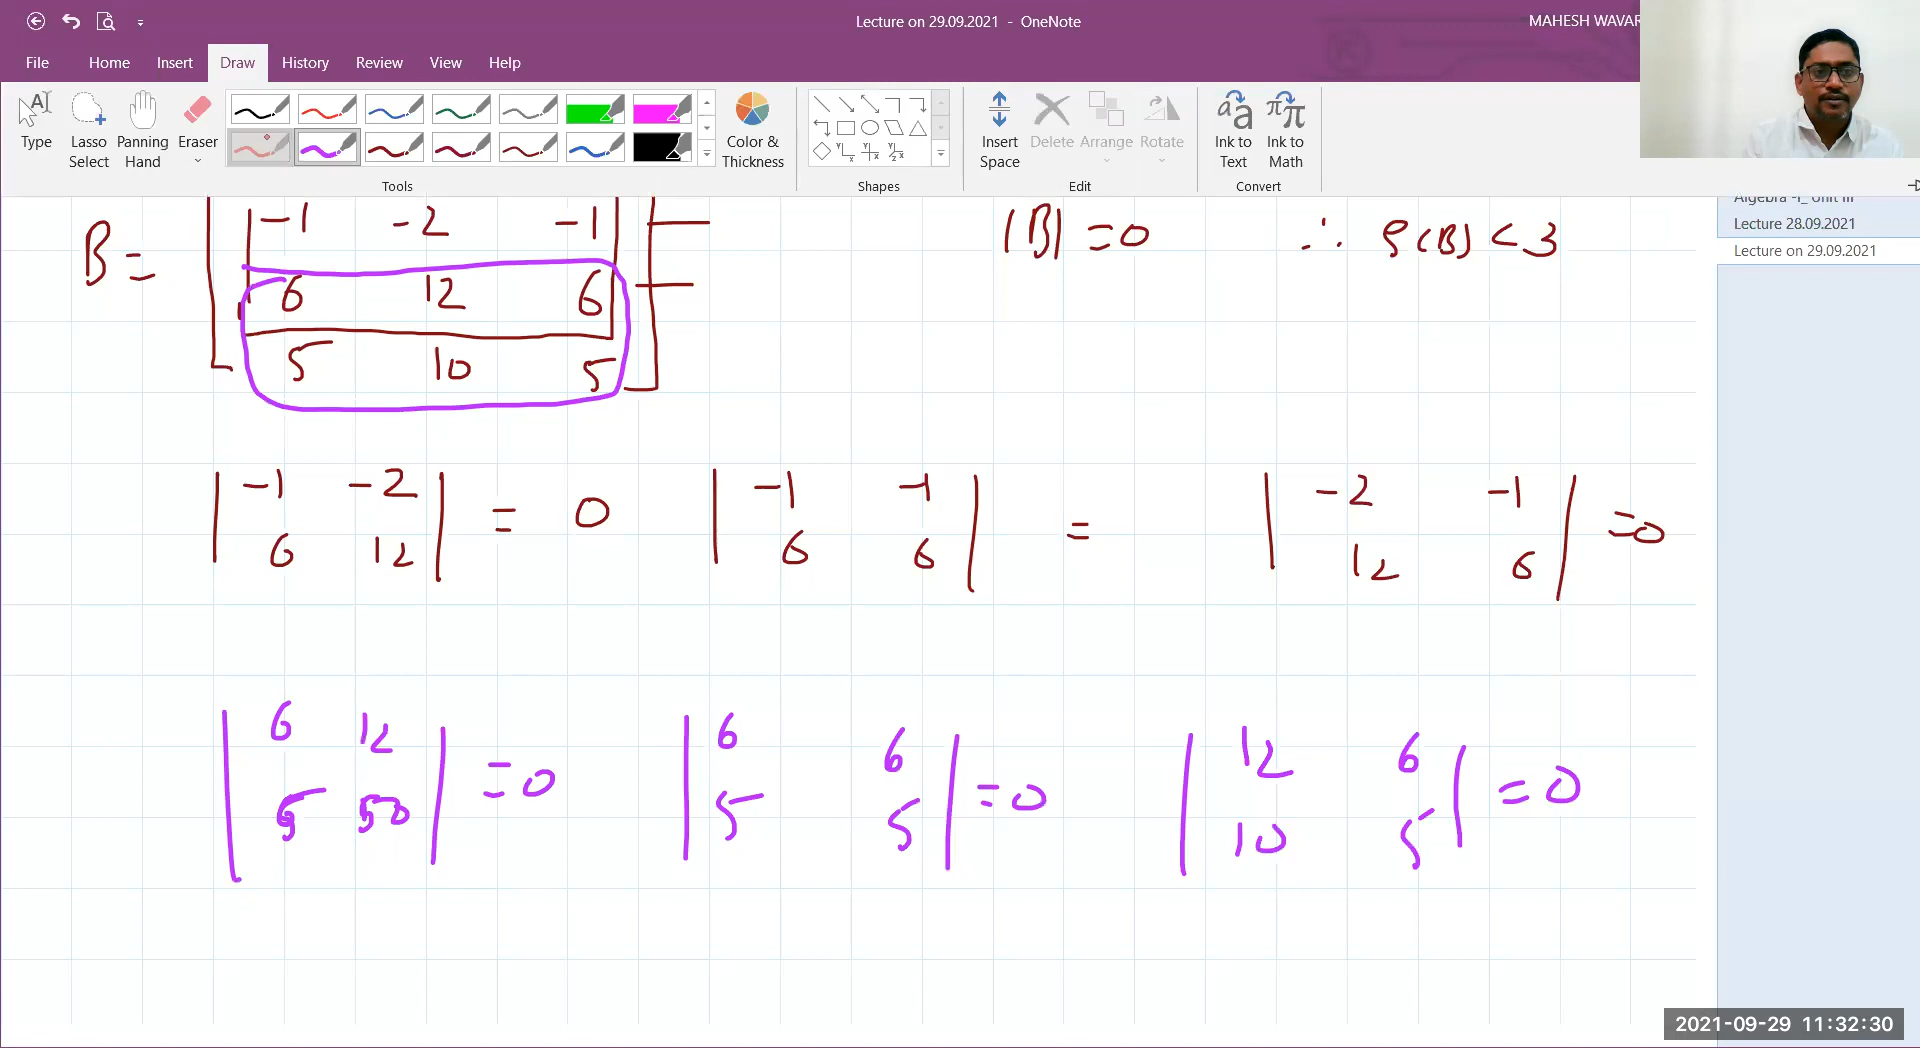 Lecture on 29.09.2021 - OneNote
MAHESH WAVAR
File Home Insert Draw History Review View Help
Type
Lasso Select
Panning Hand
Eraser
Color & Thickness
Insert Space
Delete
Arrange
Rotate
Ink to Text
Ink to Math
Tools
Shapes
Edit
Convert
Algebra -I_ Unit III
Lecture 28.09.2021
Lecture on 29.09.2021
B =
-1 -2 -1
6 12 6
5 10 5
|B| = 0 ∴ ρ(B) < 3
| -1 -2 | = 0 | -1 -1 | = | -2 -1 | = 0
| 6 12 | | 6 6 | | 12 6 |
| 6 12 | = 0 | 6 6 | = 0 | 12 6 | = 0
| 5 | | 5 5 | | 10 5 |
2021-09-29 11:32:30